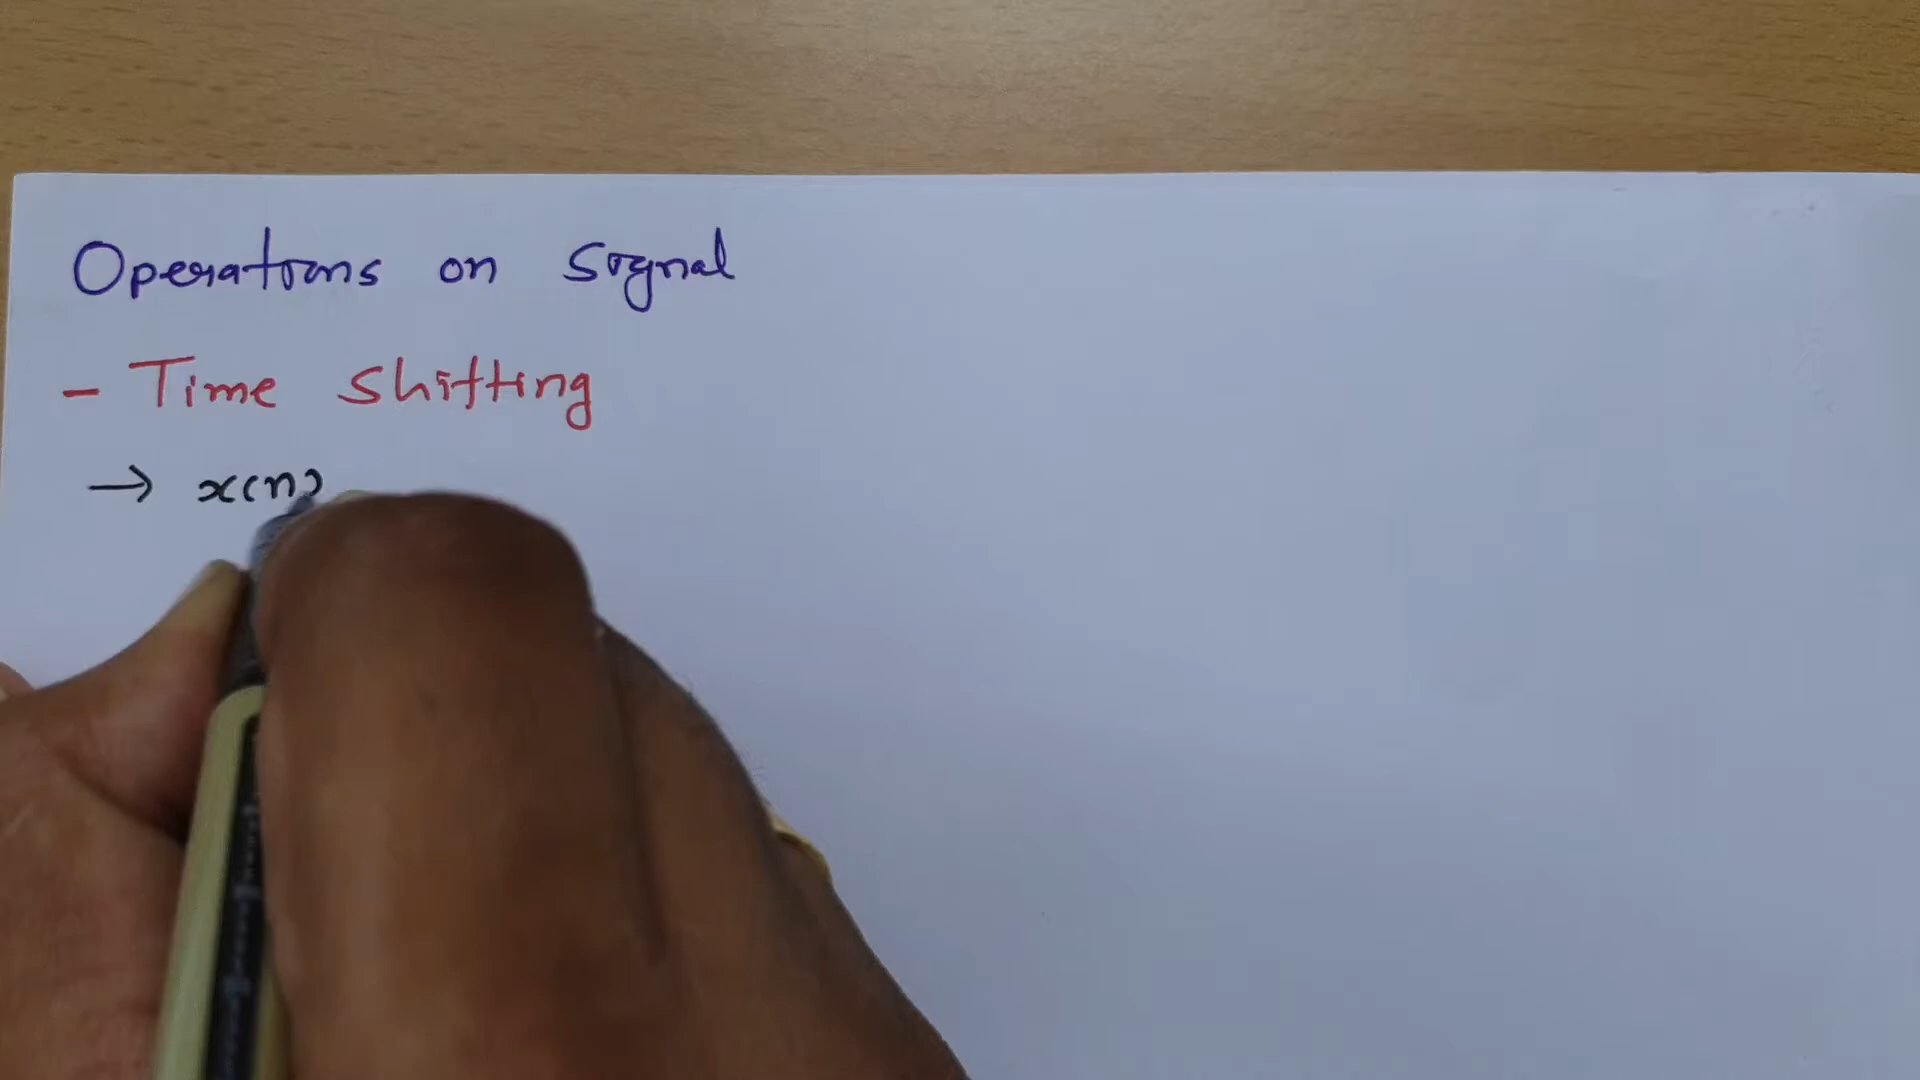 Operations on Signal
- Time Shifting
→ x(n)